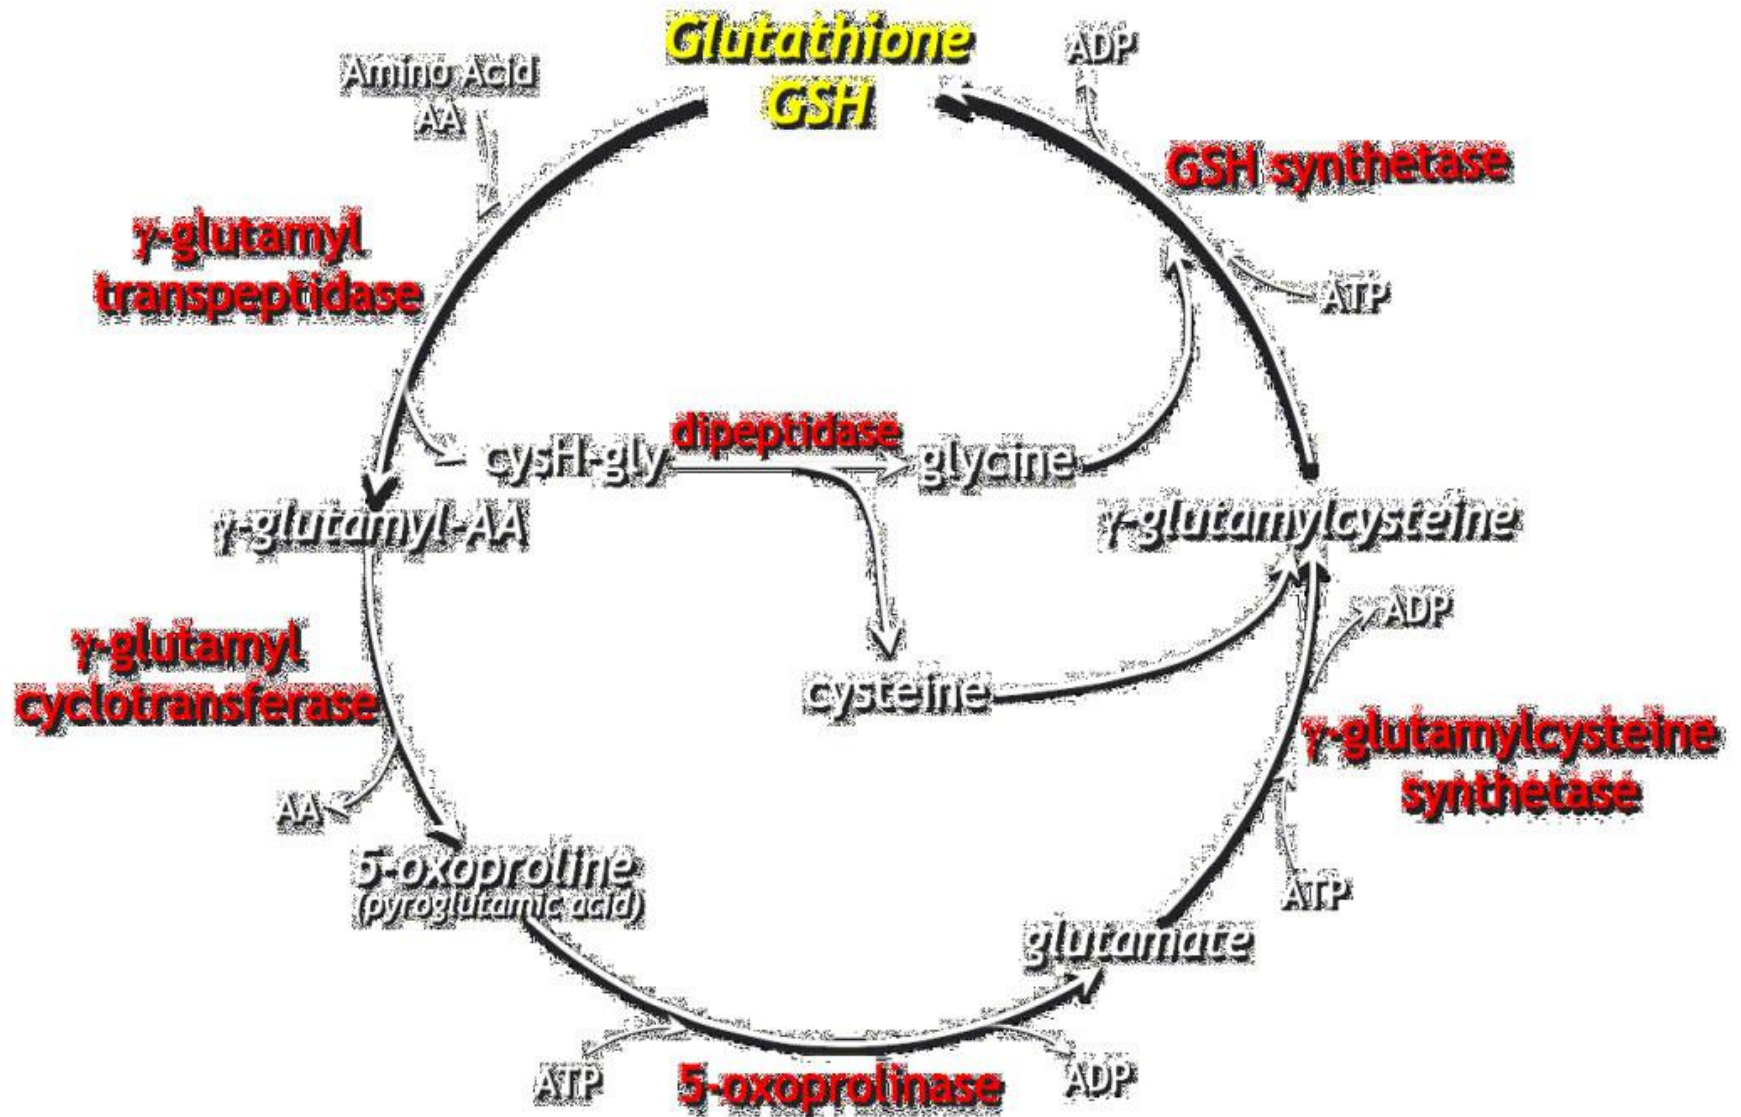 Glutathione
GSH
ADP
Amino Acid
AA
GSH synthetase
γ-glutamyl
transpeptidase
ATP
cysH-gly
dipeptidase
glycine
γ-glutamyl-AA
γ-glutamylcysteine
ADP
γ-glutamyl
cyclotransferase
cysteine
γ-glutamylcysteine
synthetase
AA
5-oxoproline
(pyroglutamic acid)
ATP
glutamate
ATP
5-oxoprolinase
ADP